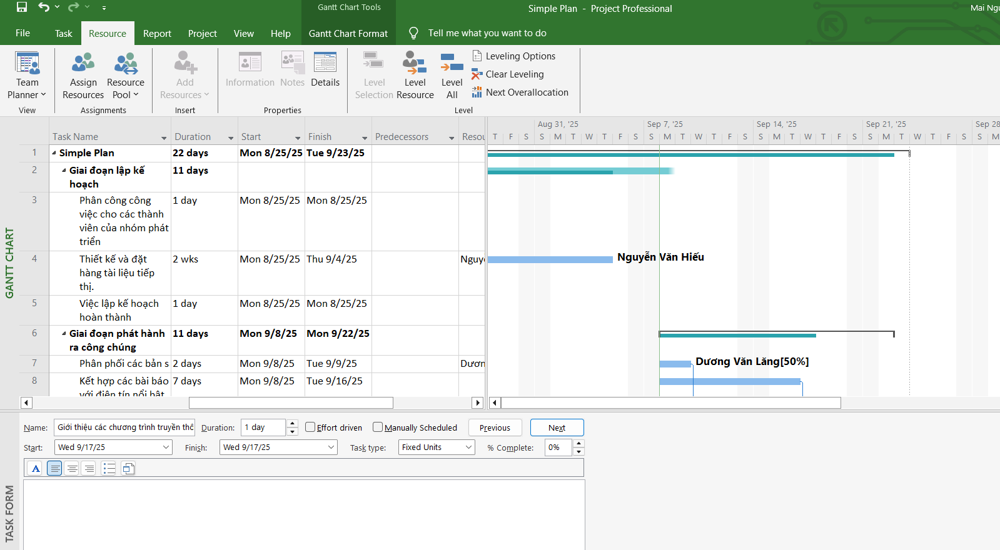 Gantt Chart Tools
Simple Plan - Project Professional
Mai Ngu
File Task Resource Report Project View Help Gantt Chart Format Tell me what you want to do
Team Planner
Assign Resources
Resource Pool
Add Resources
Information
Notes
Details
Level Selection
Level Resource
Level All
Leveling Options
Clear Leveling
Next Overallocation
View Assignments Insert Properties Level
Task Name Duration Start Finish Predecessors Resou
Aug 31, '25 Sep 7, '25 Sep 14, '25 Sep 21, '25 Sep 28
T F S S M T W T F S S M T W T F S S M T W T F S S M T W T F S S M
GANTT CHART
1 Simple Plan 22 days Mon 8/25/25 Tue 9/23/25
2 Giai đoạn lập kế 11 days
hoạch
3 Phân công công 1 day Mon 8/25/25 Mon 8/25/25
việc cho các thành
viên của nhóm phát
triển
4 Thiết kế và đặt 2 wks Mon 8/25/25 Thu 9/4/25 Nguy
hàng tài liệu tiếp
thị.
Nguyễn Văn Hiếu
5 Việc lập kế hoạch 1 day Mon 8/25/25 Mon 8/25/25
hoàn thành
6 Giai đoạn phát hành 11 days Mon 9/8/25 Mon 9/22/25
ra công chúng
7 Phân phối các bản s 2 days Mon 9/8/25 Tue 9/9/25 Dươn
Dương Văn Lăng[50%]
8 Kết hợp các bài báo 7 days Mon 9/8/25 Tue 9/16/25
với điện tín nổi bật
TASK FORM
Name: Giới thiệu các chương trình truyền thô Duration: 1 day Effort driven Manually Scheduled Previous Next
Start: Wed 9/17/25 Finish: Wed 9/17/25 Task type: Fixed Units % Complete: 0%
A